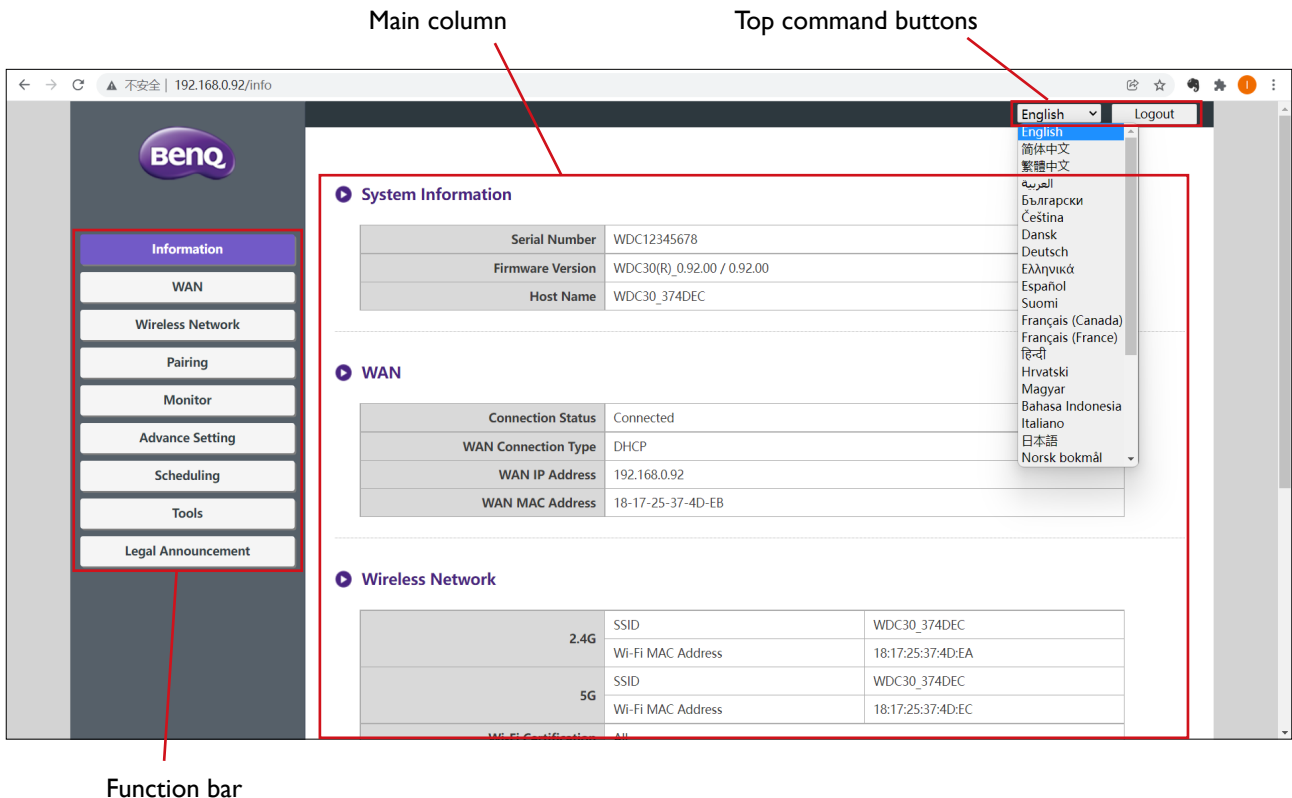 Main column
Top command buttons
不安全 | 192.168.0.92/info
English
Logout
BenQ
English
简体中文
繁體中文
العربية
Български
Čeština
Dansk
Deutsch
Ελληνικά
Español
Suomi
Français (Canada)
Français (France)
हिन्दी
Hrvatski
Magyar
Bahasa Indonesia
Italiano
日本語
Norsk bokmål
Information
WAN
Wireless Network
Pairing
Monitor
Advance Setting
Scheduling
Tools
Legal Announcement
System Information
Serial Number WDC12345678
Firmware Version WDC30(R)_0.92.00 / 0.92.00
Host Name WDC30_374DEC
WAN
Connection Status Connected
WAN Connection Type DHCP
WAN IP Address 192.168.0.92
WAN MAC Address 18-17-25-37-4D-EB
Wireless Network
2.4G
SSID WDC30_374DEC
Wi-Fi MAC Address 18:17:25:37:4D:EA
5G
SSID WDC30_374DEC
Wi-Fi MAC Address 18:17:25:37:4D:EC
Wi-Fi Certification All
Function bar